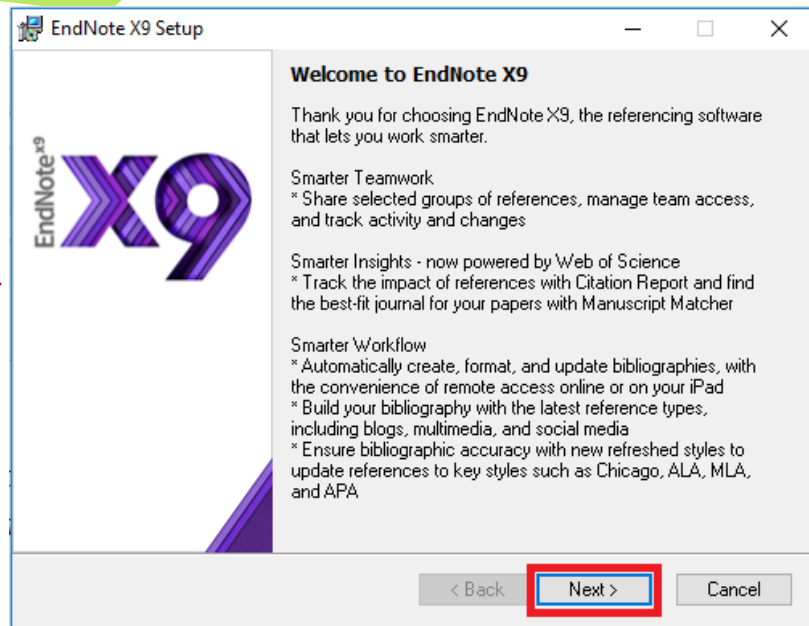 EndNote X9 Setup
Welcome to EndNote X9
Thank you for choosing EndNote X9, the referencing software
that lets you work smarter.
Smarter Teamwork
* Share selected groups of references, manage team access,
and track activity and changes
Smarter Insights - now powered by Web of Science
* Track the impact of references with Citation Report and find
the best-fit journal for your papers with Manuscript Matcher
Smarter Workflow
* Automatically create, format, and update bibliographies, with
the convenience of remote access online or on your iPad
* Build your bibliography with the latest reference types,
including blogs, multimedia, and social media
* Ensure bibliographic accuracy with new refreshed styles to
update references to key styles such as Chicago, ALA, MLA,
and APA
EndNote X9
X9
< Back
Next >
Cancel